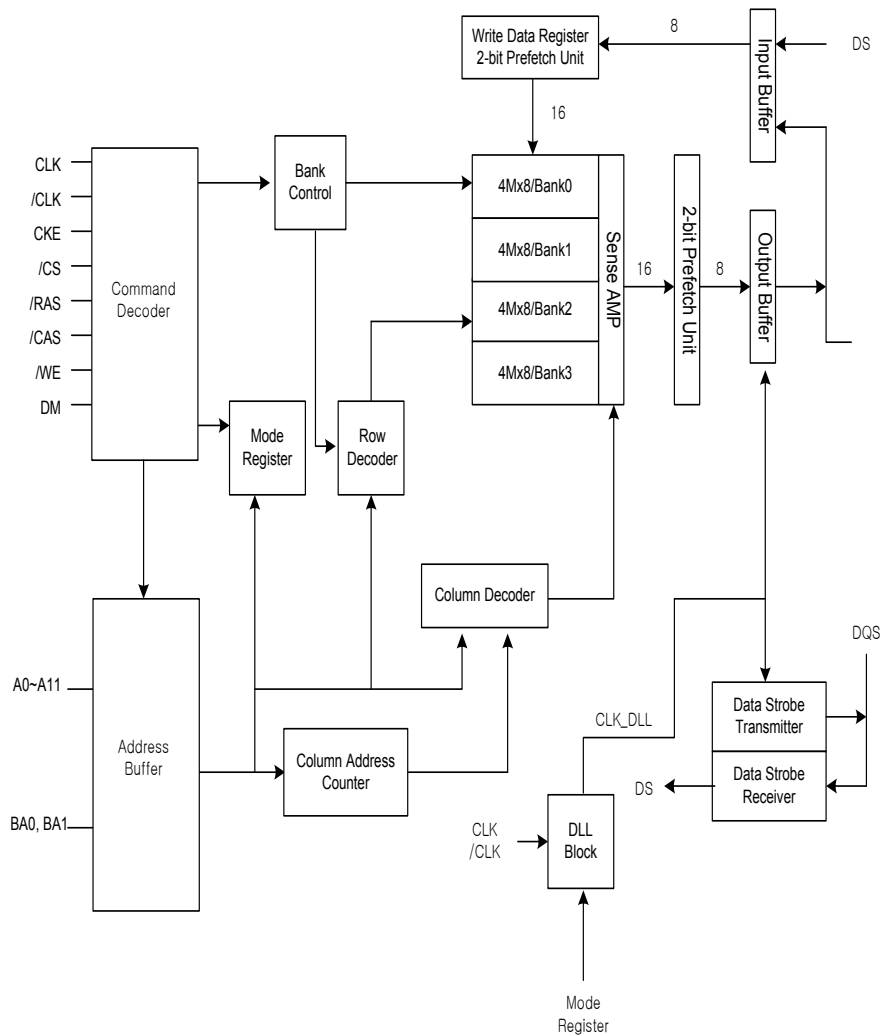 Write Data Register
2-bit Prefetch Unit
8
Input Buffer
DS
16
CLK
/CLK
CKE
/CS
/RAS
/CAS
/WE
DM
Command
Decoder
Bank
Control
4Mx8/Bank0
4Mx8/Bank1
4Mx8/Bank2
4Mx8/Bank3
Sense AMP
16
2-bit Prefetch Unit
8
Output Buffer
Mode
Register
Row
Decoder
Column Decoder
A0~A11
BA0, BA1
Address
Buffer
Column Address
Counter
CLK_DLL
DQS
Data Strobe
Transmitter
Data Strobe
Receiver
DS
CLK
/CLK
DLL
Block
Mode
Register